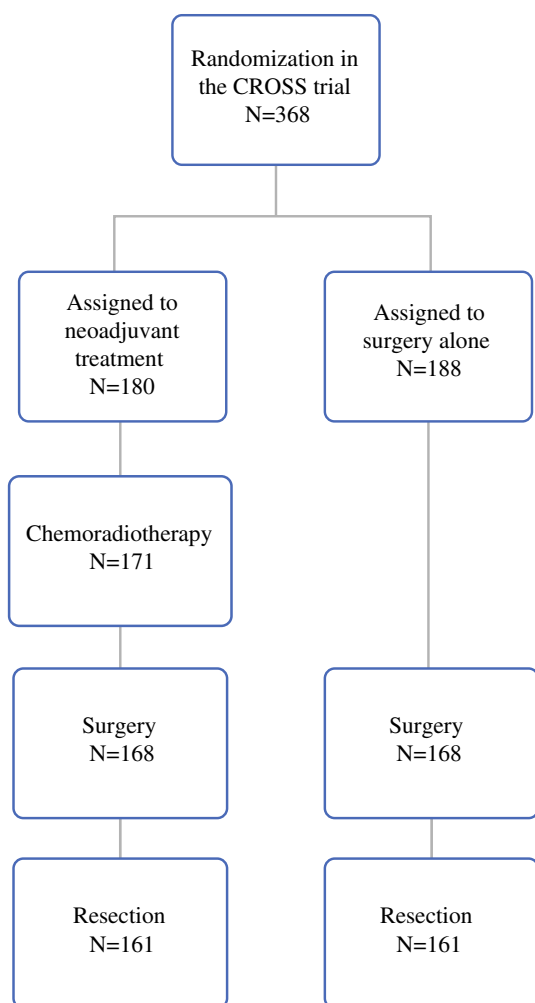 Randomization in
the CROSS trial
N=368
Assigned to
neoadjuvant
treatment
N=180
Assigned to
surgery alone
N=188
Chemoradiotherapy
N=171
Surgery
N=168
Surgery
N=168
Resection
N=161
Resection
N=161